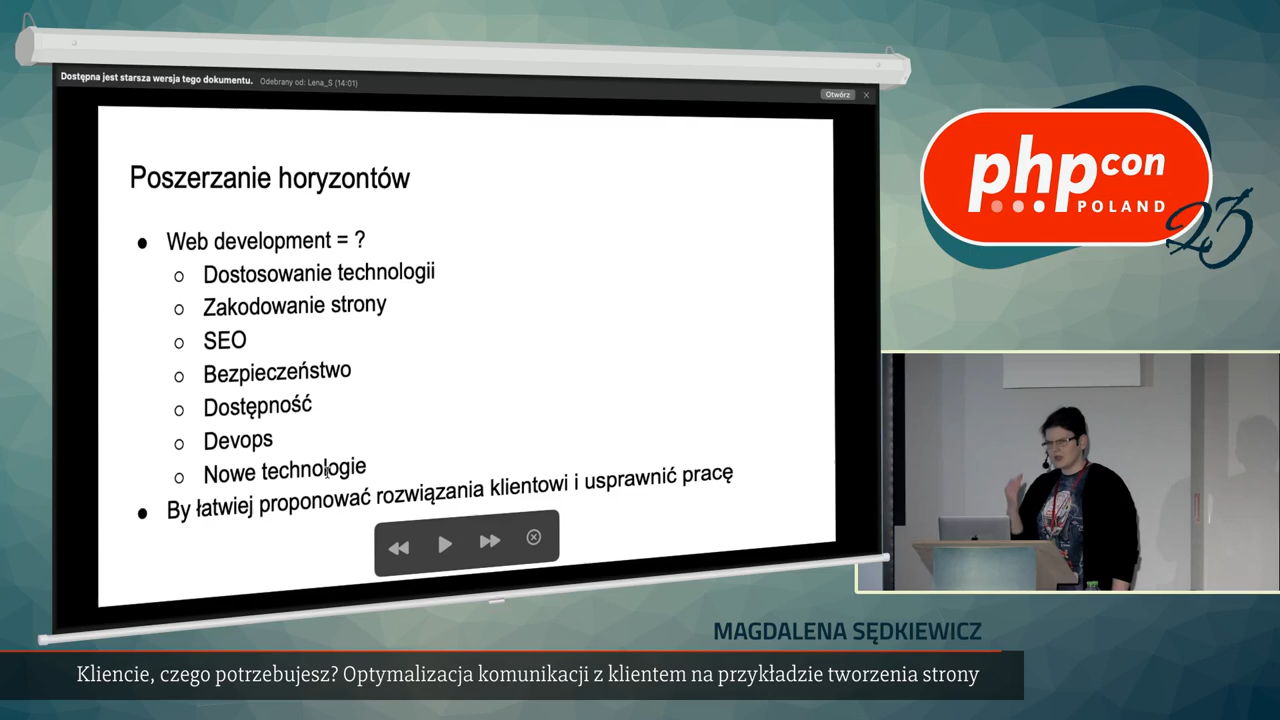 Dostępna jest starsza wersja tego dokumentu. Odebrany od: Lena_S (14:01)
Otwórz
Poszerzanie horyzontów
Web development = ?
Dostosowanie technologii
Zakodowanie strony
SEO
Bezpieczeństwo
Dostępność
Devops
Nowe technologie
By łatwiej proponować rozwiązania klientowi i usprawnić pracę
phpcon
POLAND
23
MAGDALENA SĘDKIEWICZ
Kliencie, czego potrzebujesz? Optymalizacja komunikacji z klientem na przykładzie tworzenia strony